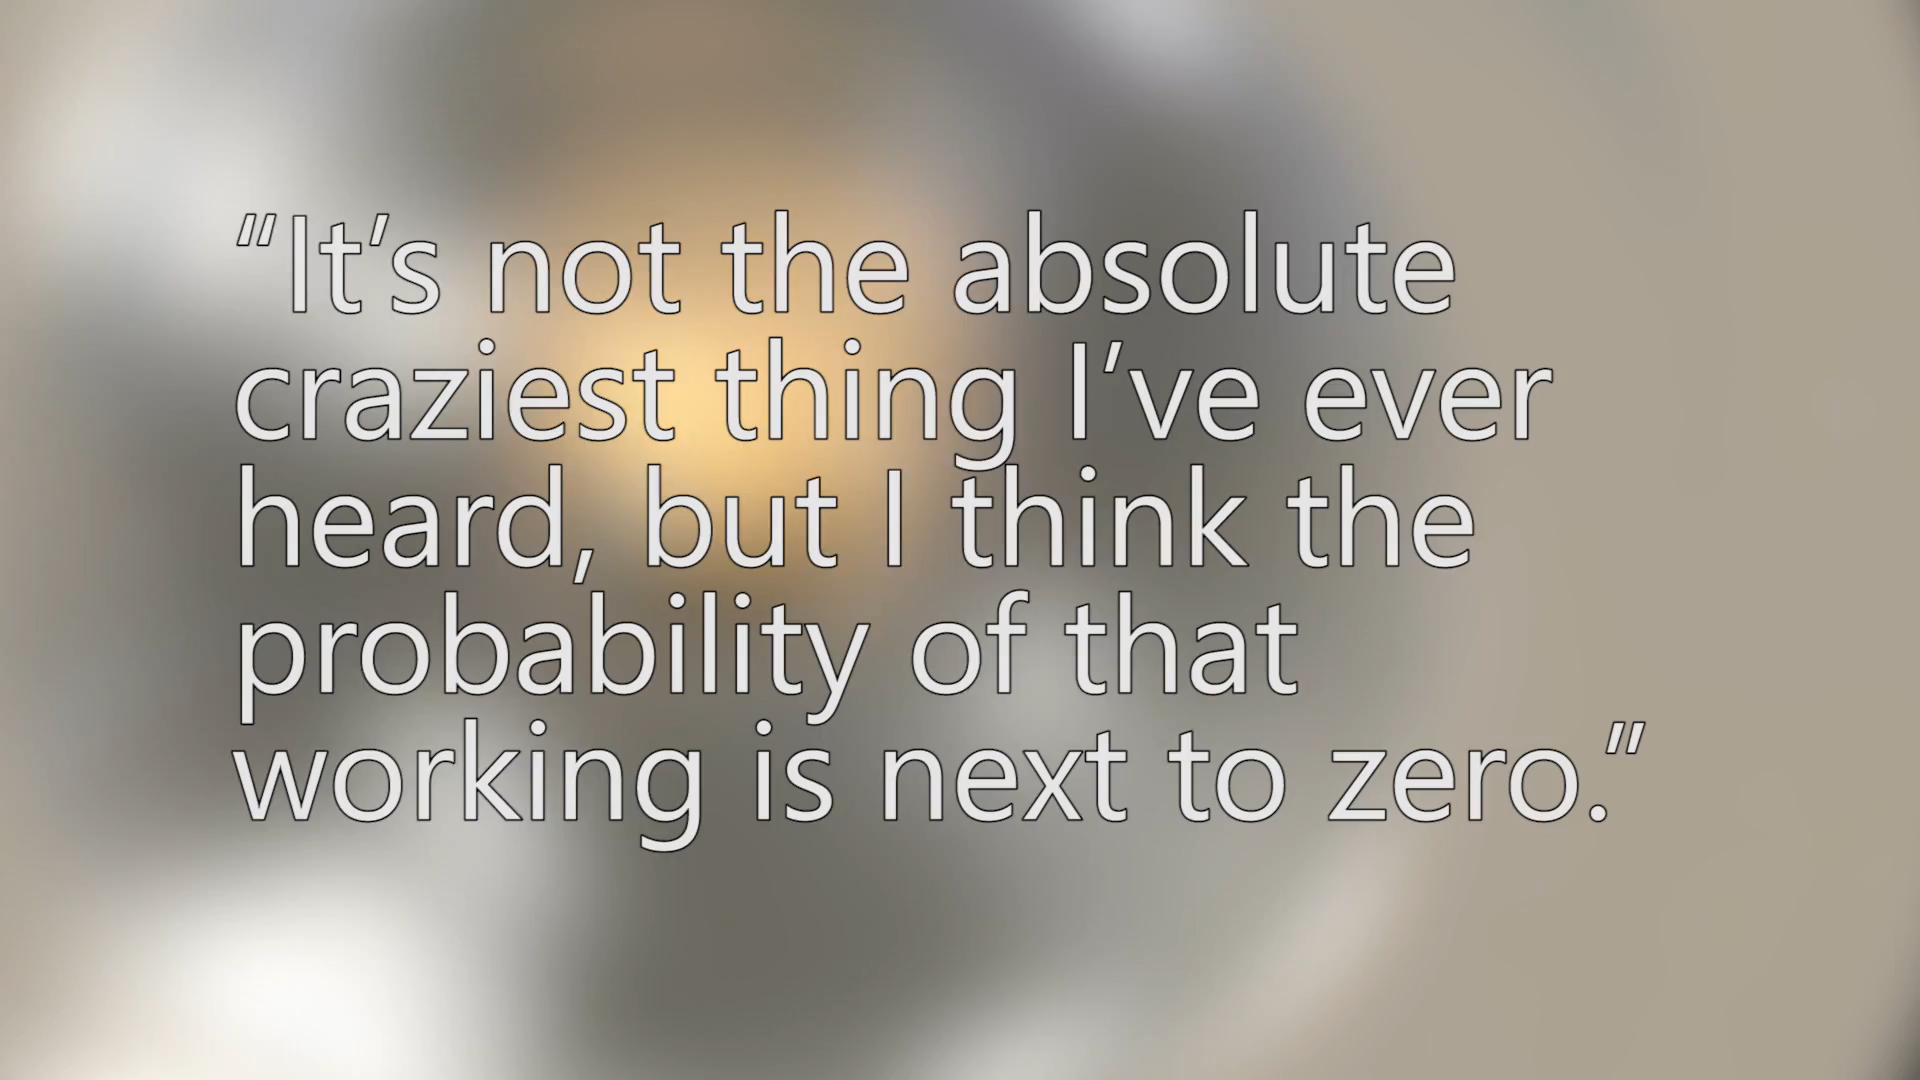 “It’s not the absolute
craziest thing I’ve ever
heard, but I think the
probability of that
working is next to zero.”